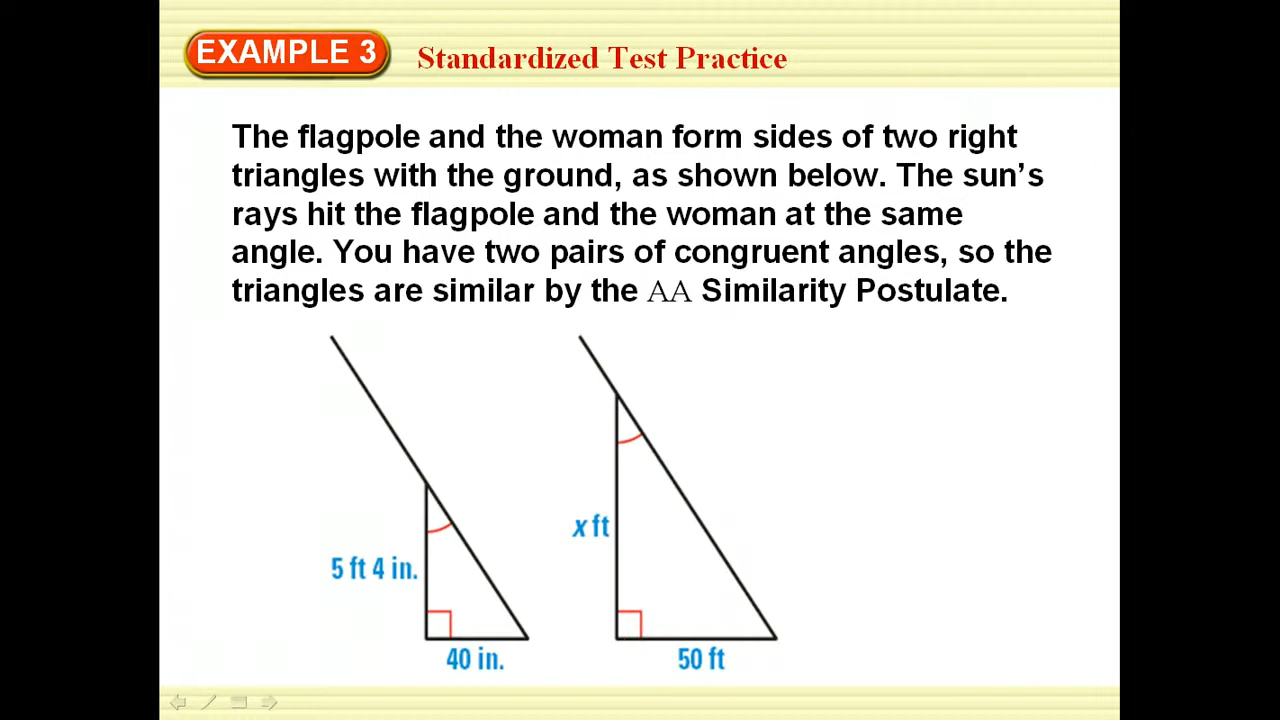 EXAMPLE 3
Standardized Test Practice
The flagpole and the woman form sides of two right
triangles with the ground, as shown below. The sun’s
rays hit the flagpole and the woman at the same
angle. You have two pairs of congruent angles, so the
triangles are similar by the AA Similarity Postulate.
x ft
5 ft 4 in.
40 in.
50 ft